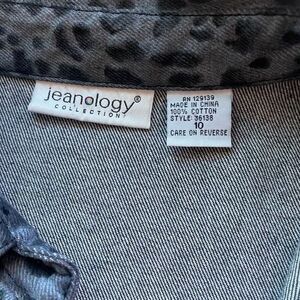 jeanology®
COLLECTION
RN 129139
MADE IN CHINA
100% COTTON
STYLE: 36138
10
CARE ON REVERSE